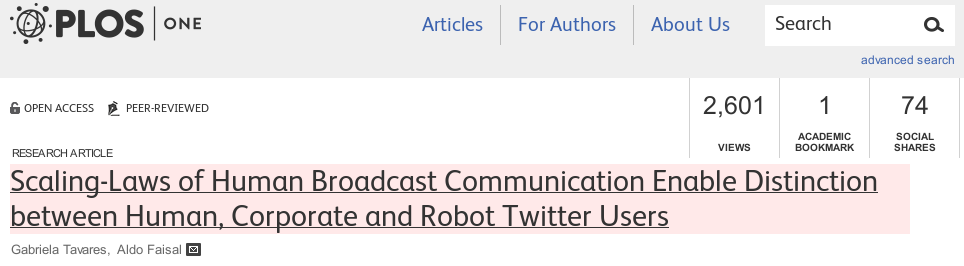 PLOS ONE
Articles
For Authors
About Us
Search
advanced search
OPEN ACCESS
PEER-REVIEWED
2,601
VIEWS
1
ACADEMIC
BOOKMARK
74
SOCIAL
SHARES
RESEARCH ARTICLE
Scaling-Laws of Human Broadcast Communication Enable Distinction
between Human, Corporate and Robot Twitter Users
Gabriela Tavares, Aldo Faisal